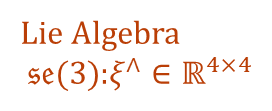 Lie Algebra
𝔰𝔢(3):ξ^∧ ∈ ℝ^{4×4}